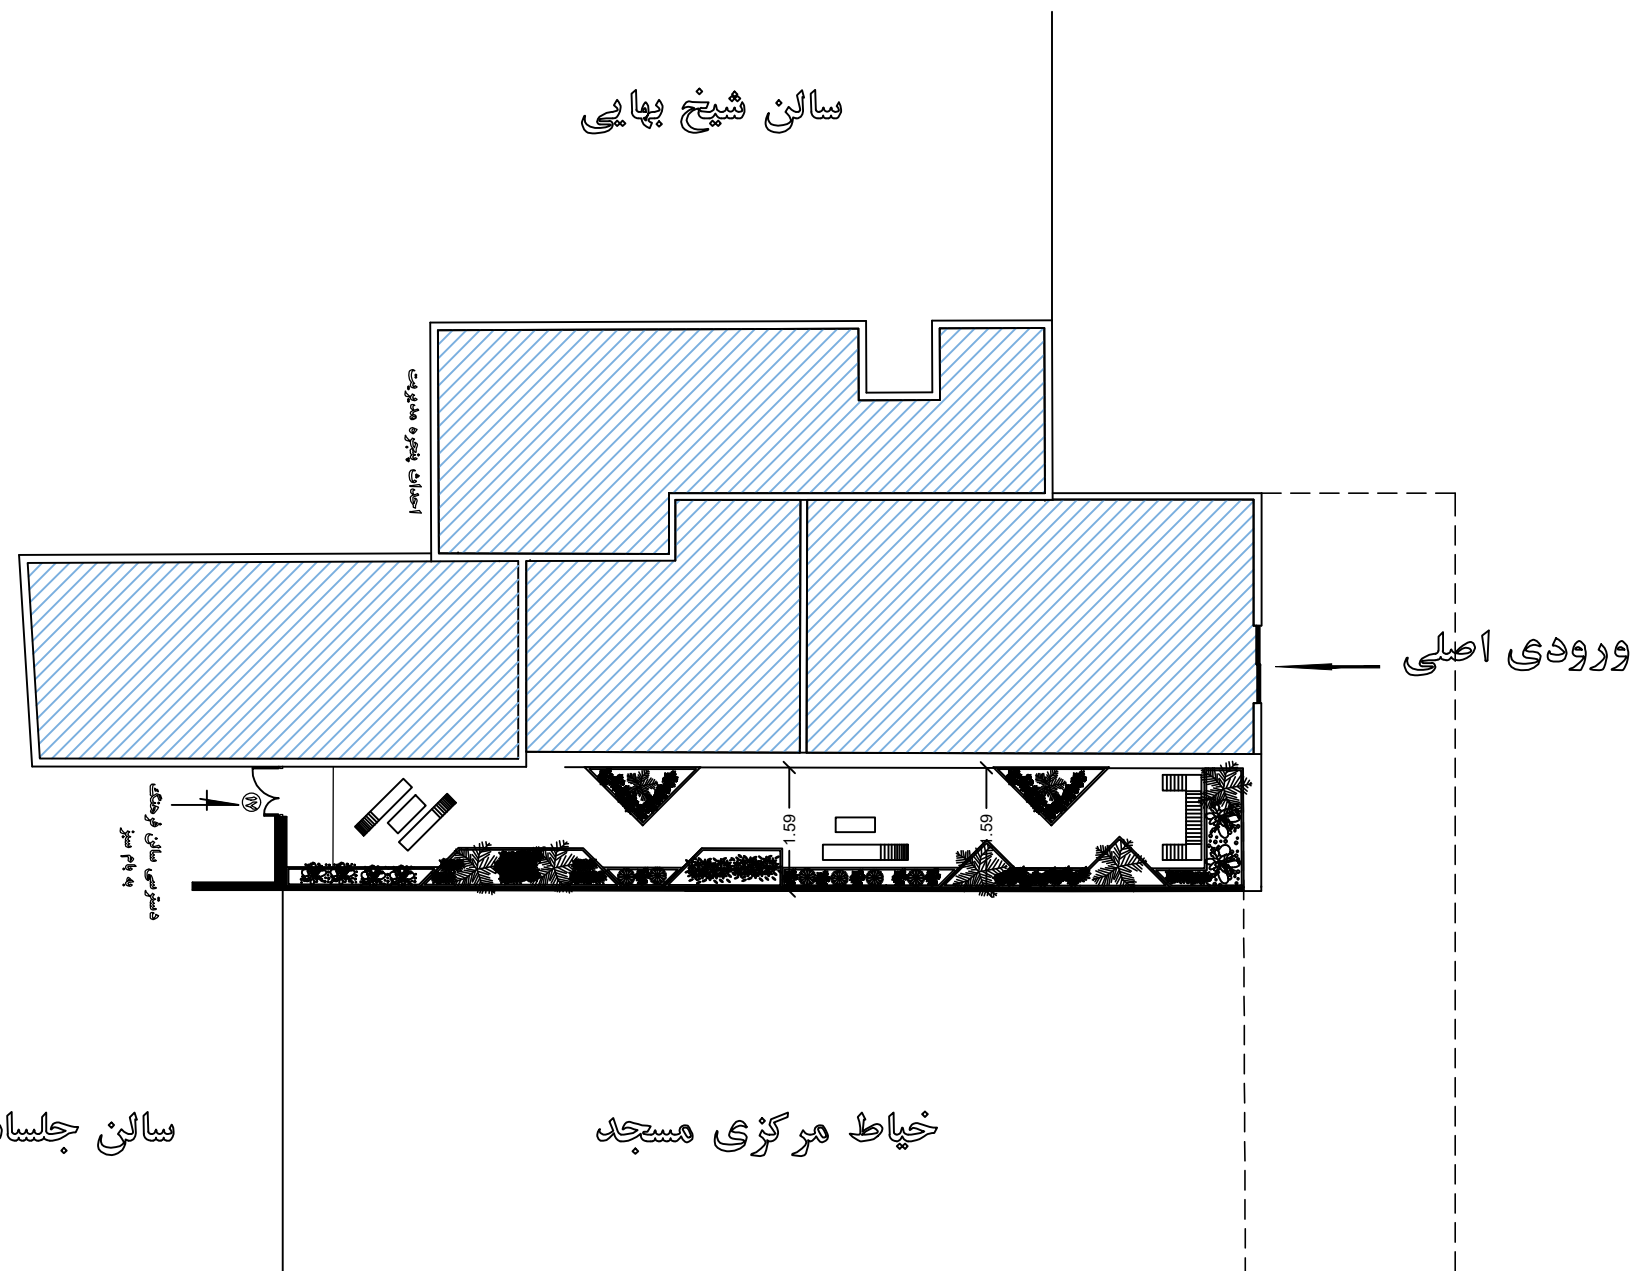 سالن شیخ بهایی
احداث پنجره مدیریت
ورودی اصلی
1.59
1.59
دسترسی سالن فرهنگ
به بام سبز
خیاط مرکزی مسجد
سالن جلسا